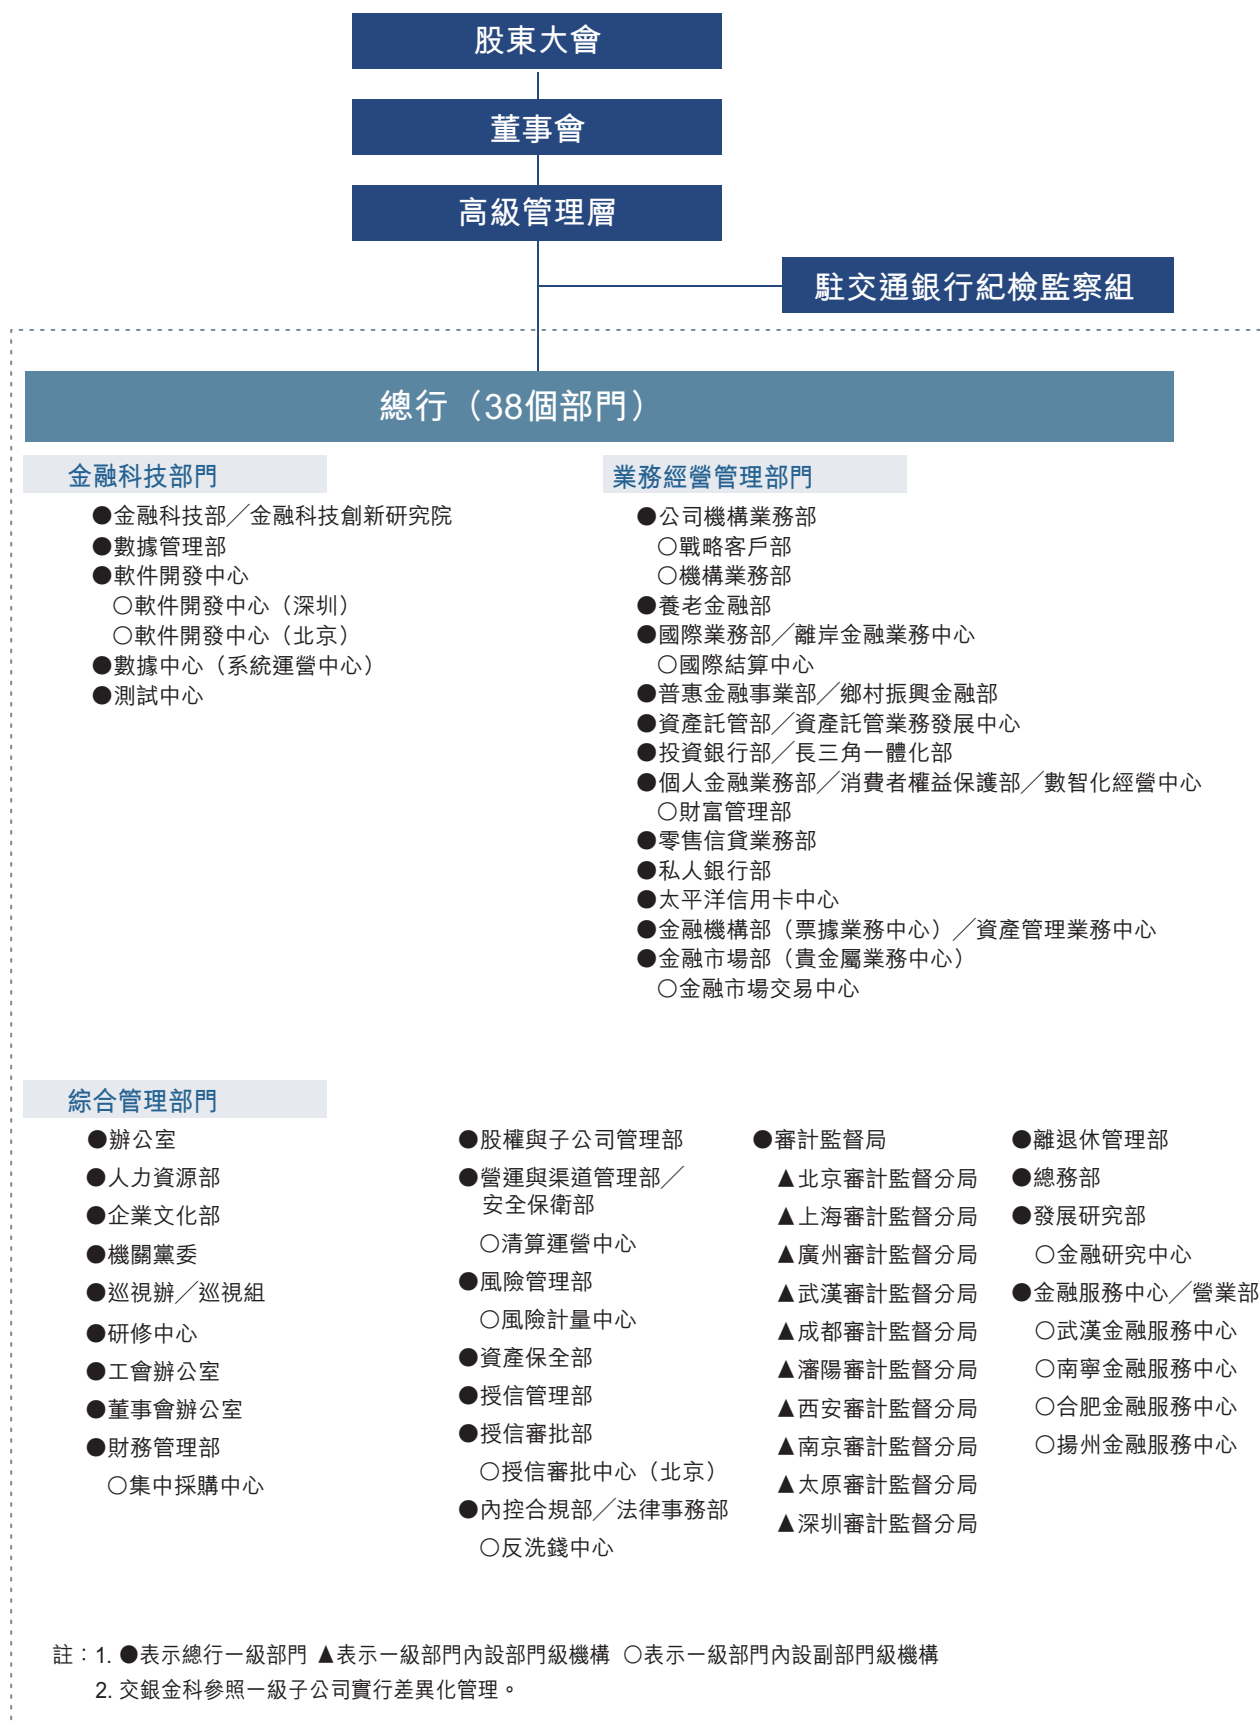 股東大會
董事會
高級管理層
駐交通銀行紀檢監察組
總行（38個部門）
金融科技部門
●金融科技部／金融科技創新研究院
●數據管理部
●軟件開發中心
○軟件開發中心（深圳）
○軟件開發中心（北京）
●數據中心（系統運營中心）
●測試中心
業務經營管理部門
●公司機構業務部
○戰略客戶部
○機構業務部
●養老金融部
●國際業務部／離岸金融業務中心
○國際結算中心
●普惠金融事業部／鄉村振興金融部
●資產託管部／資產託管業務發展中心
●投資銀行部／長三角一體化部
●個人金融業務部／消費者權益保護部／數智化經營中心
○財富管理部
●零售信貸業務部
●私人銀行部
●太平洋信用卡中心
●金融機構部（票據業務中心）／資產管理業務中心
●金融市場部（貴金屬業務中心）
○金融市場交易中心
綜合管理部門
●辦公室
●人力資源部
●企業文化部
●機關黨委
●巡視辦／巡視組
●研修中心
●工會辦公室
●董事會辦公室
●財務管理部
○集中採購中心
●股權與子公司管理部
●營運與渠道管理部／
安全保衛部
○清算運營中心
●風險管理部
○風險計量中心
●資產保全部
●授信管理部
●授信審批部
○授信審批中心（北京）
●內控合規部／法律事務部
○反洗錢中心
●審計監督局
▲北京審計監督分局
▲上海審計監督分局
▲廣州審計監督分局
▲武漢審計監督分局
▲成都審計監督分局
▲瀋陽審計監督分局
▲西安審計監督分局
▲南京審計監督分局
▲太原審計監督分局
▲深圳審計監督分局
●離退休管理部
●總務部
●發展研究部
○金融研究中心
●金融服務中心／營業部
○武漢金融服務中心
○南寧金融服務中心
○合肥金融服務中心
○揚州金融服務中心
註：1. ●表示總行一級部門 ▲表示一級部門內設部門級機構 ○表示一級部門內設副部門級機構
2. 交銀金科參照一級子公司實行差異化管理。